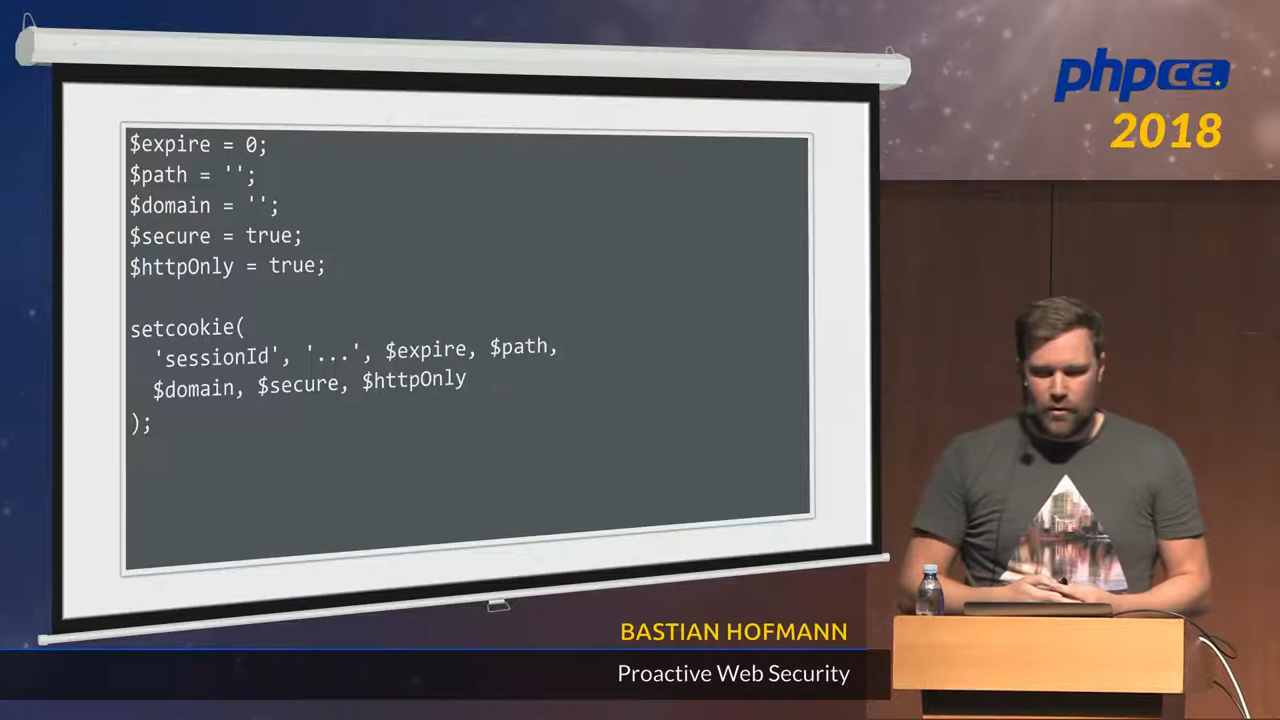 $expire = 0;
$path = '';
$domain = '';
$secure = true;
$httpOnly = true;
setcookie(
'sessionId', '...', $expire, $path,
$domain, $secure, $httpOnly
);
phpce.
2018
BASTIAN HOFMANN
Proactive Web Security